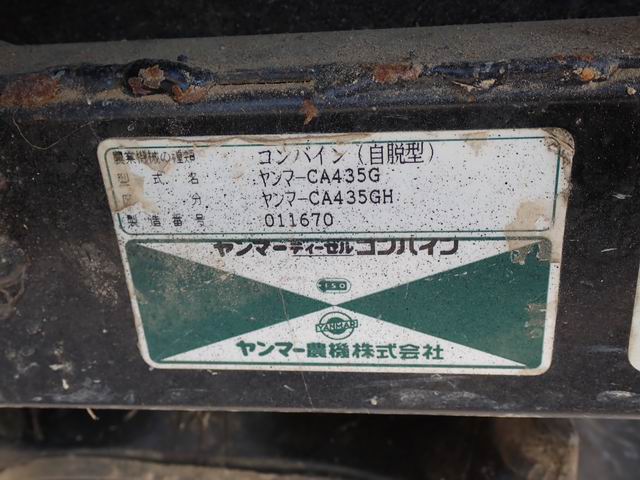 農業機械の種類 コンバイン(自脱型)
型式名 ヤンマーCA435G
区分 ヤンマーCA435GH
製造番号 011670
ヤンマーディーゼルコンバイン
ISO
YANMAR
ヤンマー農機株式会社